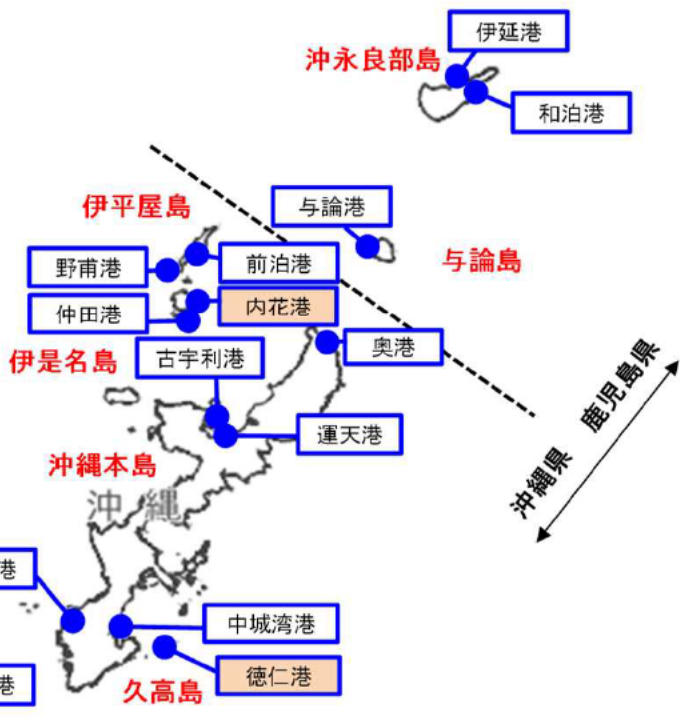 伊延港
沖永良部島
和泊港
伊平屋島
与論港
野甫港
前泊港
与論島
仲田港
内花港
伊是名島
古宇利港
奥港
運天港
沖縄県 鹿児島県
沖縄本島
沖縄
港
中城湾港
徳仁港
港
久高島